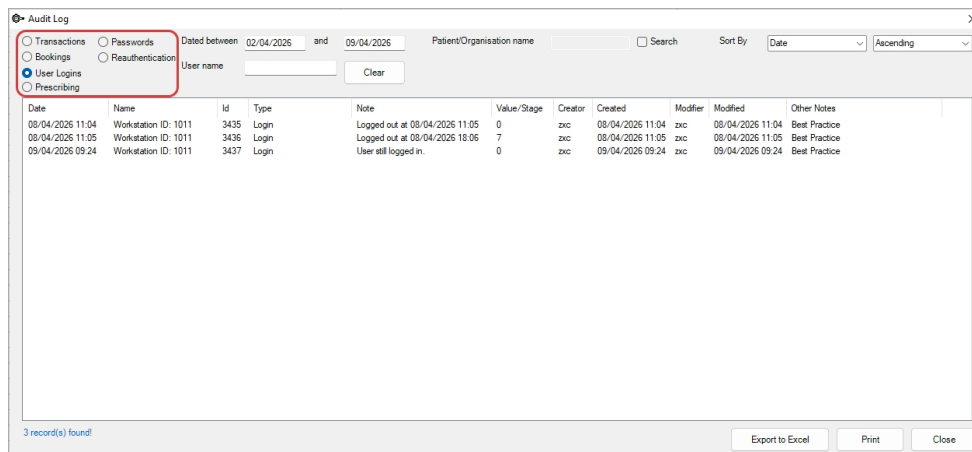 Audit Log
Transactions Passwords Dated between 02/04/2026 and 09/04/2026 Patient/Organisation name Search Sort By Date Ascending
Bookings Reauthentication
User Logins User name Clear
Prescribing
Date Name Id Type Note Value/Stage Creator Created Modifier Modified Other Notes
08/04/2026 11:04 Workstation ID: 1011 3435 Login Logged out at 08/04/2026 11:05 0 zxc 08/04/2026 11:04 zxc 08/04/2026 11:04 Best Practice
08/04/2026 11:05 Workstation ID: 1011 3436 Login Logged out at 08/04/2026 18:06 7 zxc 08/04/2026 11:05 zxc 08/04/2026 11:05 Best Practice
09/04/2026 09:24 Workstation ID: 1011 3437 Login User still logged in. 0 zxc 09/04/2026 09:24 zxc 09/04/2026 09:24 Best Practice
3 record(s) found!
Export to Excel Print Close